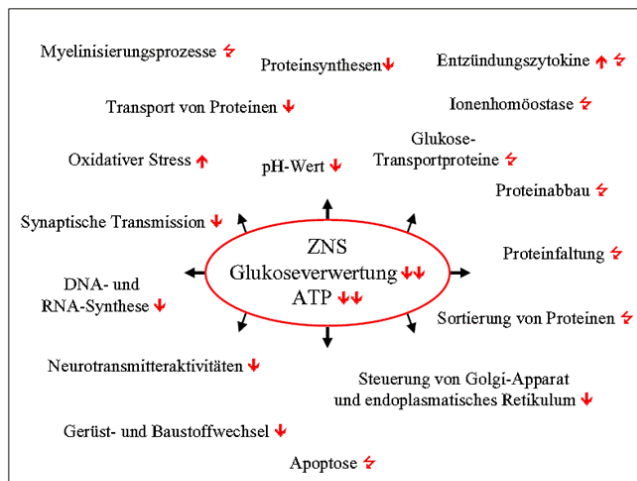 Myelinisierungsprozesse
Proteinsynthesen
Entzündungszytokine
Transport von Proteinen
Ionenhomöostase
Oxidativer Stress
pH-Wert
Glukose-
Transportproteine
Proteinabbau
Synaptische Transmission
ZNS
Glukoseverwertung
ATP
Proteinfaltung
DNA- und
RNA-Synthese
Sortierung von Proteinen
Neurotransmitteraktivitäten
Steuerung von Golgi-Apparat
und endoplasmatisches Retikulum
Gerüst- und Baustoffwechsel
Apoptose